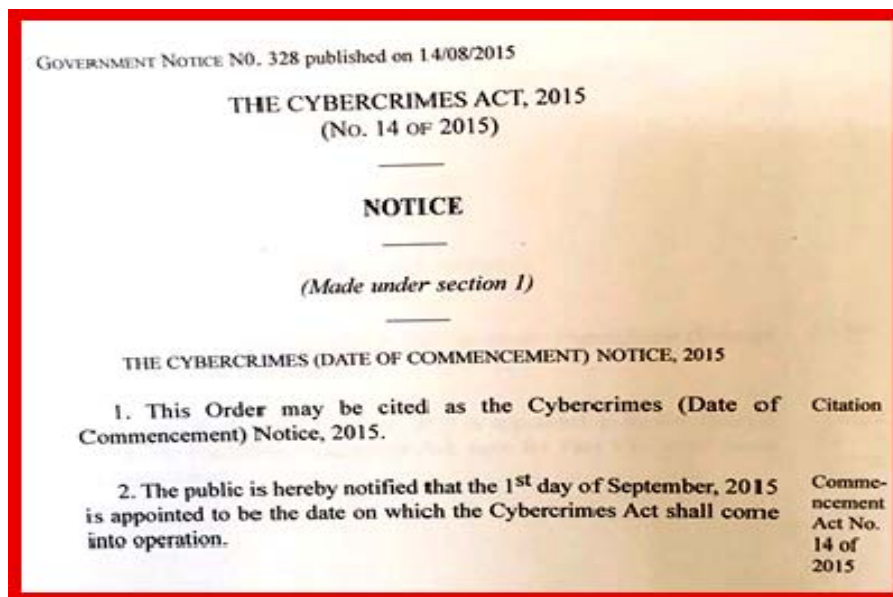 GOVERNMENT NOTICE N0. 328 published on 14/08/2015
THE CYBERCRIMES ACT, 2015
(No. 14 OF 2015)
NOTICE
(Made under section 1)
THE CYBERCRIMES (DATE OF COMMENCEMENT) NOTICE, 2015
1. This Order may be cited as the Cybercrimes (Date of
Commencement) Notice, 2015.
Citation
2. The public is hereby notified that the 1st day of September, 2015
is appointed to be the date on which the Cybercrimes Act shall come
into operation.
Comme-
ncement
Act No.
14 of
2015